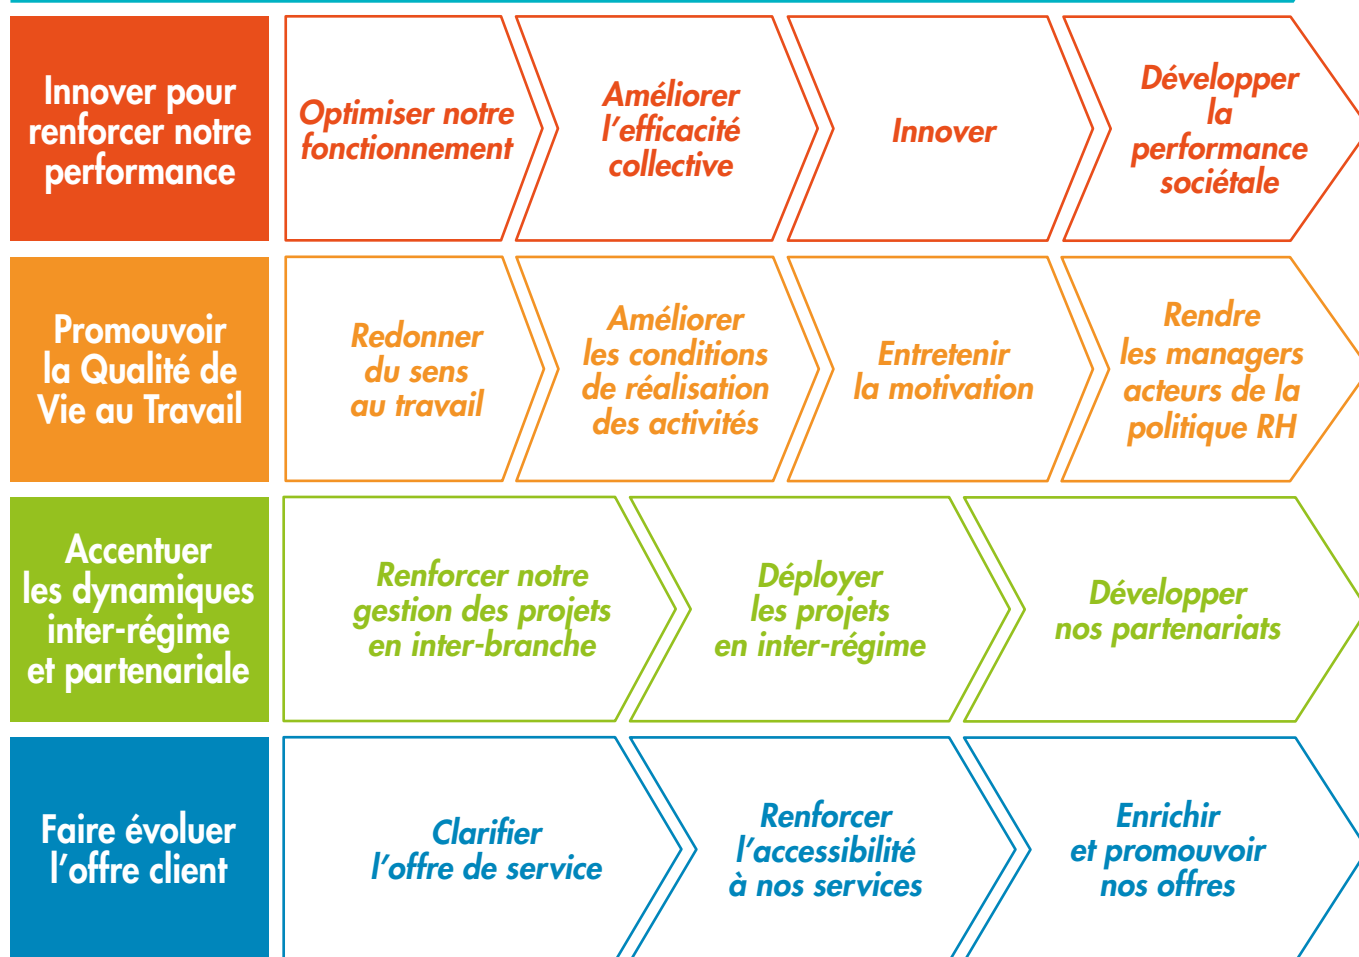 Innover pour
renforcer notre
performance
Optimiser notre
fonctionnement
Améliorer
l'efficacité
collective
Innover
Développer
la
performance
sociétale
Promouvoir
la Qualité de
Vie au Travail
Redonner
du sens
au travail
Améliorer
les conditions
de réalisation
des activités
Entretenir
la motivation
Rendre
les managers
acteurs de la
politique RH
Accentuer
les dynamiques
inter-régime
et partenariale
Renforcer notre
gestion des projets
en inter-branche
Déployer
les projets
en inter-régime
Développer
nos partenariats
Faire évoluer
l'offre client
Clarifier
l'offre de service
Renforcer
l'accessibilité
à nos services
Enrichir
et promouvoir
nos offres